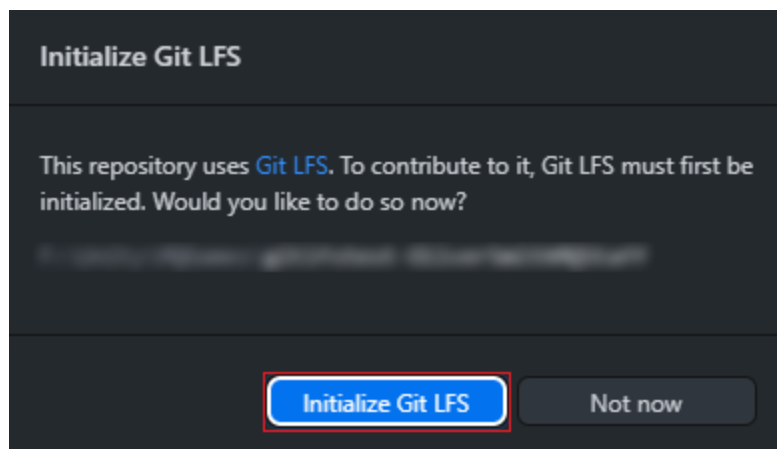 Initialize Git LFS
This repository uses Git LFS. To contribute to it, Git LFS must first be
initialized. Would you like to do so now?
Initialize Git LFS
Not now